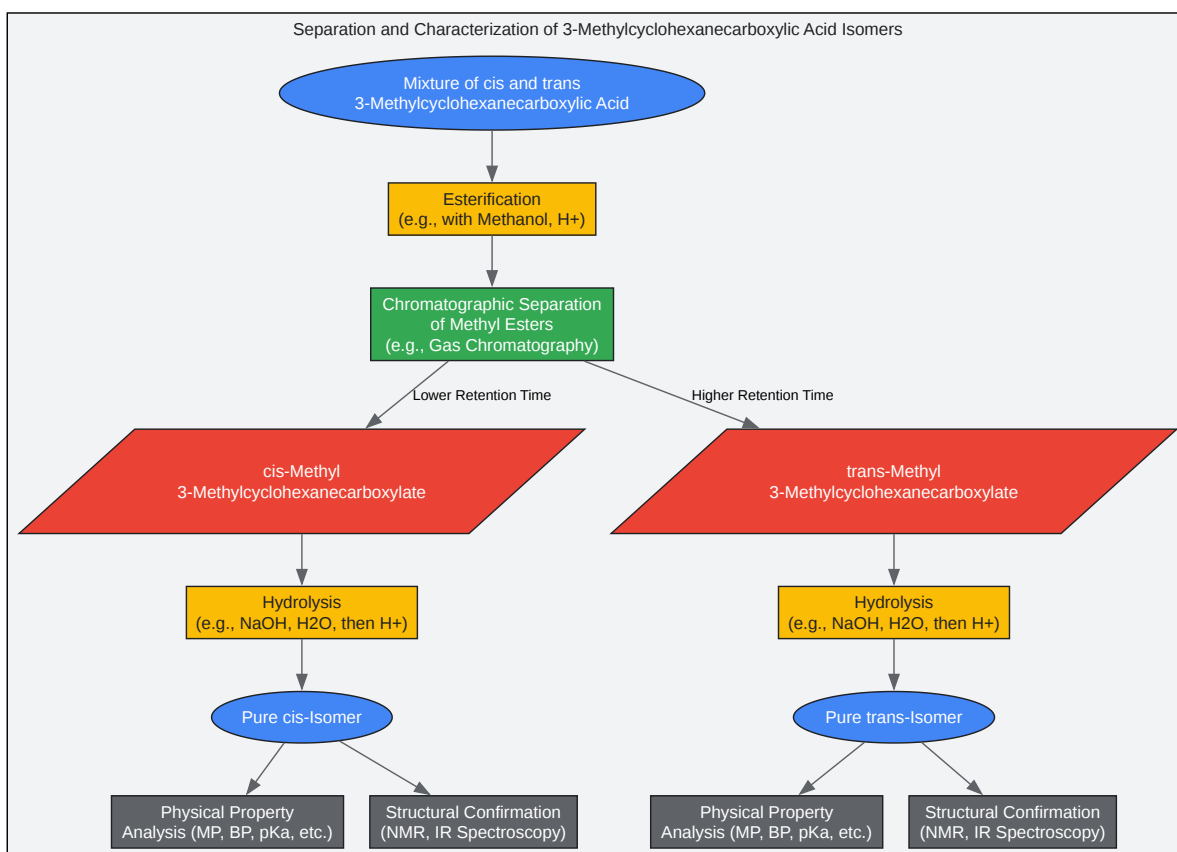 Separation and Characterization of 3-Methylcyclohexanecarboxylic Acid Isomers
Mixture of cis and trans
3-Methylcyclohexanecarboxylic Acid
Esterification
(e.g., with Methanol, H+)
Chromatographic Separation
of Methyl Esters
(e.g., Gas Chromatography)
Lower Retention Time
Higher Retention Time
cis-Methyl
3-Methylcyclohexanecarboxylate
trans-Methyl
3-Methylcyclohexanecarboxylate
Hydrolysis
(e.g., NaOH, H2O, then H+)
Hydrolysis
(e.g., NaOH, H2O, then H+)
Pure cis-Isomer
Pure trans-Isomer
Physical Property
Analysis (MP, BP, pKa, etc.)
Structural Confirmation
(NMR, IR Spectroscopy)
Physical Property
Analysis (MP, BP, pKa, etc.)
Structural Confirmation
(NMR, IR Spectroscopy)